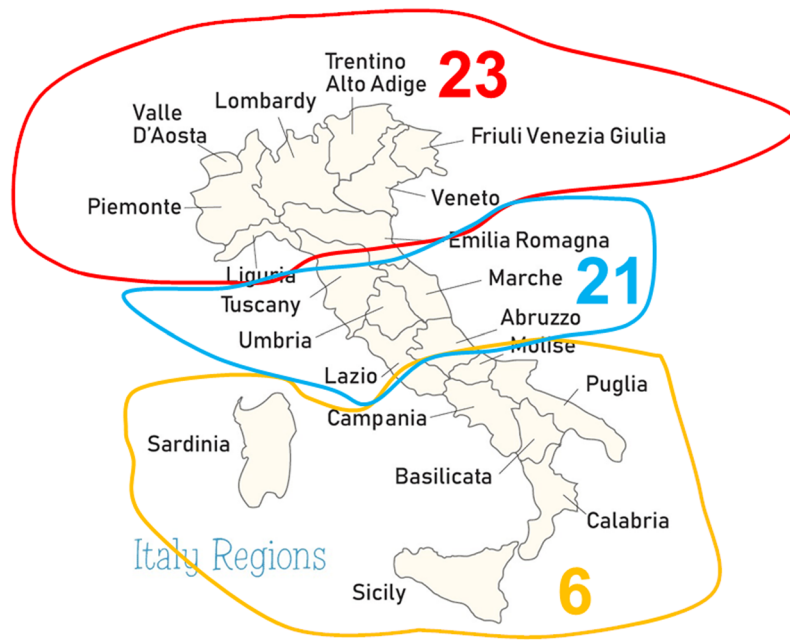 Trentino
Alto Adige
23
Lombardy
Valle
D'Aosta
Friuli Venezia Giulia
Piemonte
Veneto
Emilia Romagna
Liguria
Marche
21
Tuscany
Abruzzo
Umbria
Molise
Lazio
Puglia
Campania
Sardinia
Basilicata
Calabria
Italy Regions
Sicily
6